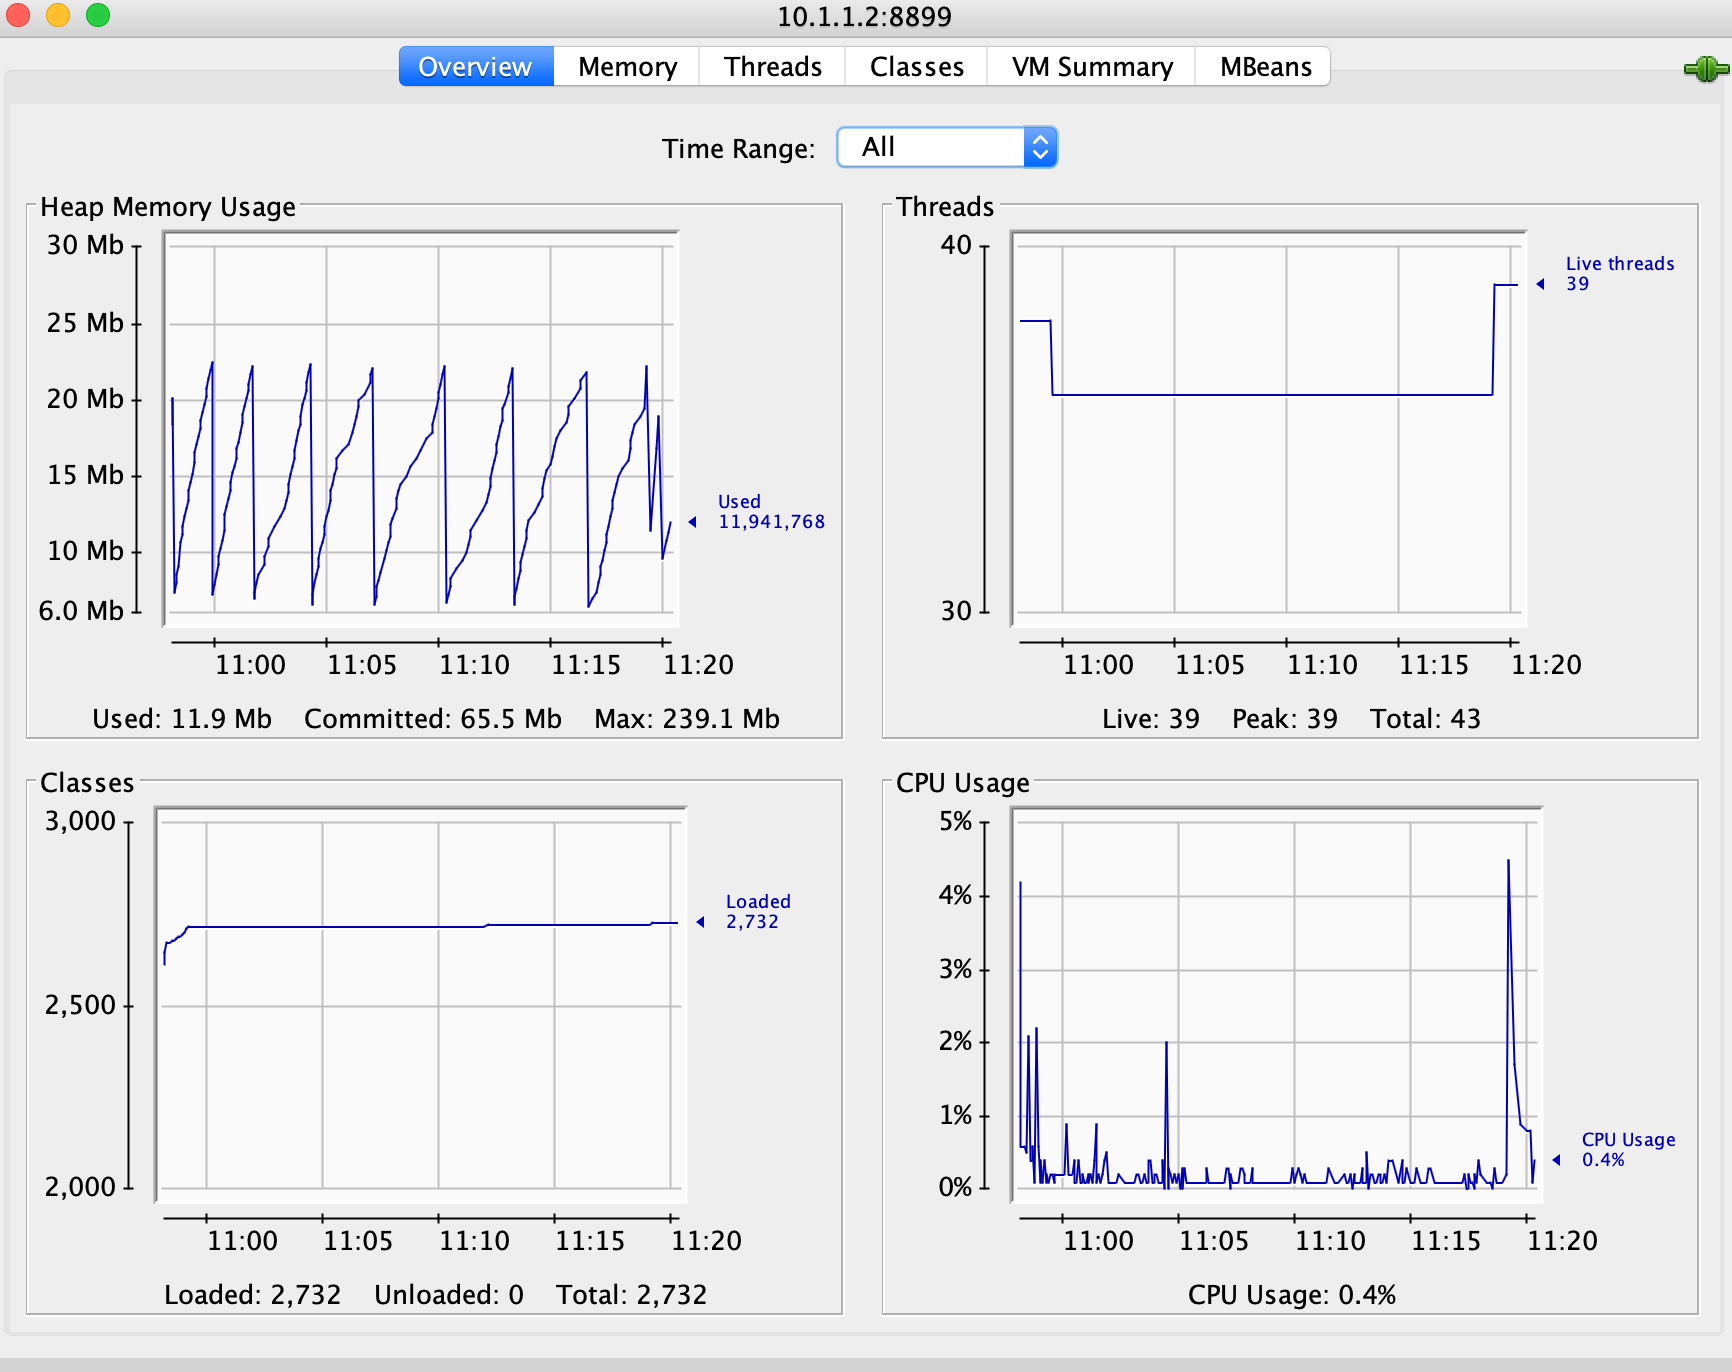 10.1.1.2:8899
Overview Memory Threads Classes VM Summary MBeans
Time Range: All
Heap Memory Usage
30 Mb
25 Mb
20 Mb
15 Mb
10 Mb
6.0 Mb
Used
11,941,768
11:00 11:05 11:10 11:15 11:20
Used: 11.9 Mb Committed: 65.5 Mb Max: 239.1 Mb
Threads
40
30
Live threads
39
11:00 11:05 11:10 11:15 11:20
Live: 39 Peak: 39 Total: 43
Classes
3,000
2,500
2,000
Loaded
2,732
11:00 11:05 11:10 11:15 11:20
Loaded: 2,732 Unloaded: 0 Total: 2,732
CPU Usage
5%
4%
3%
2%
1%
0%
CPU Usage
0.4%
11:00 11:05 11:10 11:15 11:20
CPU Usage: 0.4%